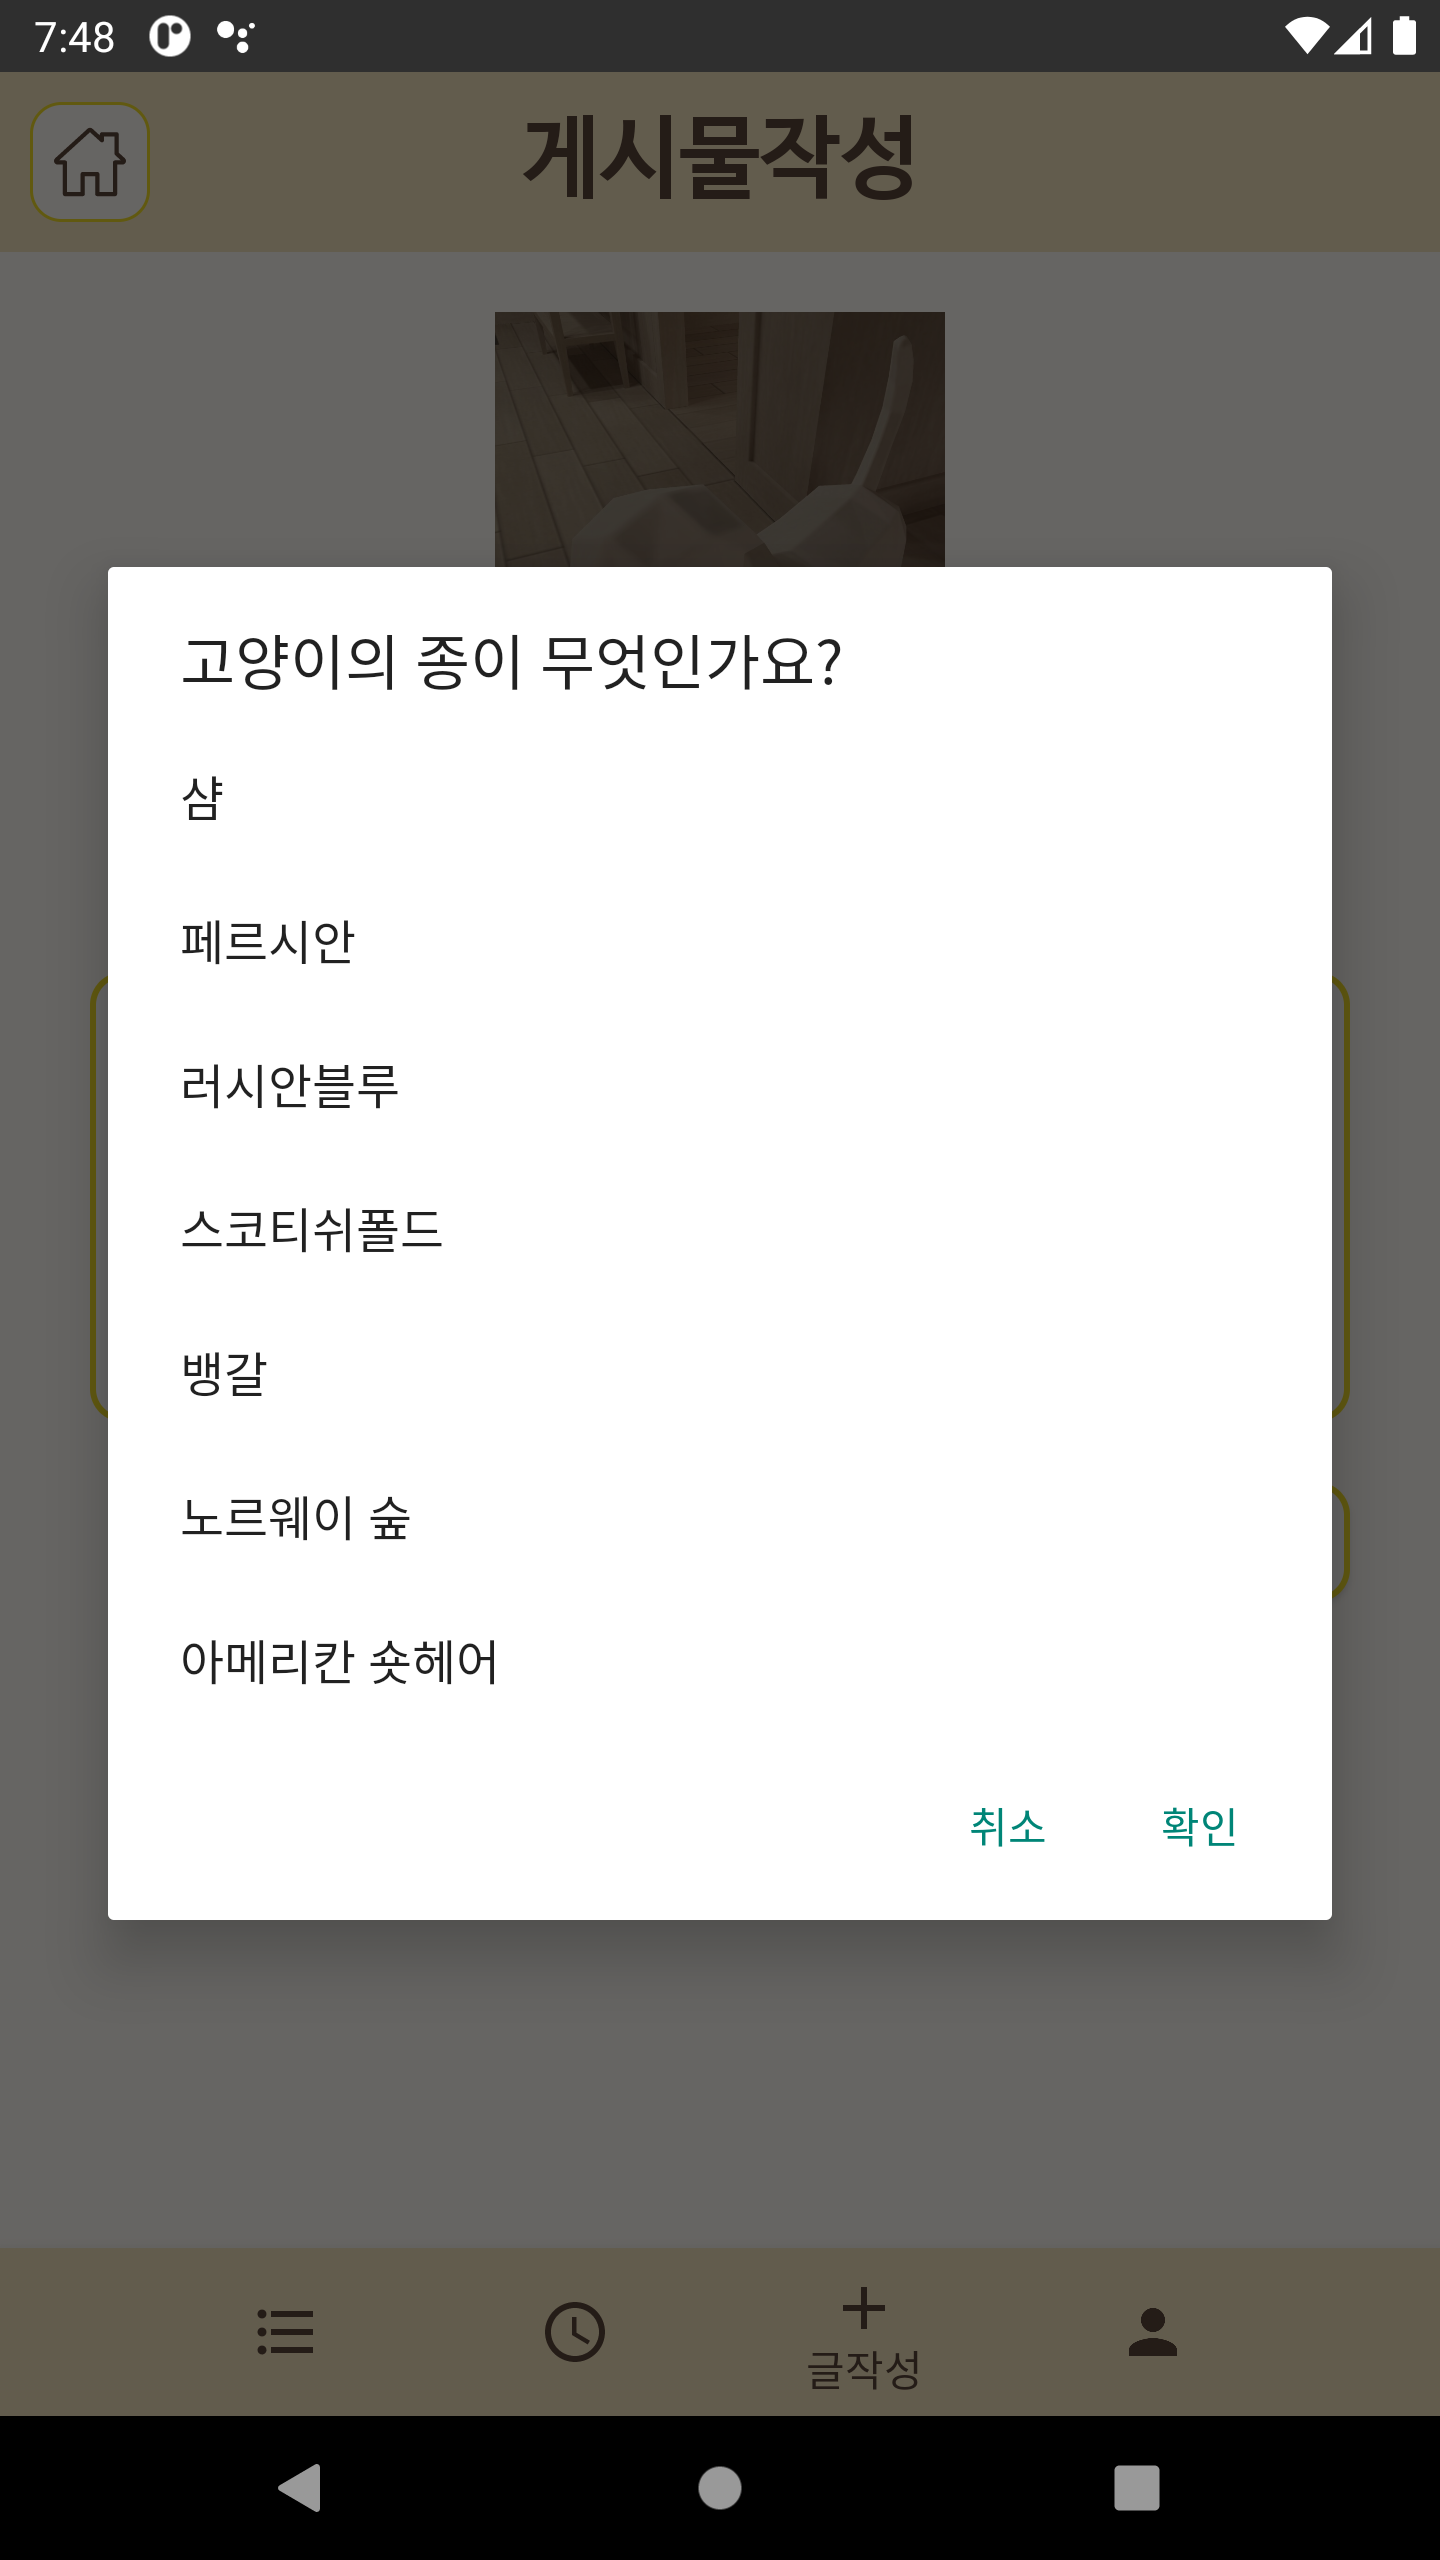 7:48
게시물작성
고양이의 종이 무엇인가요?
샴
페르시안
러시안블루
스코티쉬폴드
뱅갈
노르웨이 숲
아메리칸 숏헤어
취소 확인
글작성